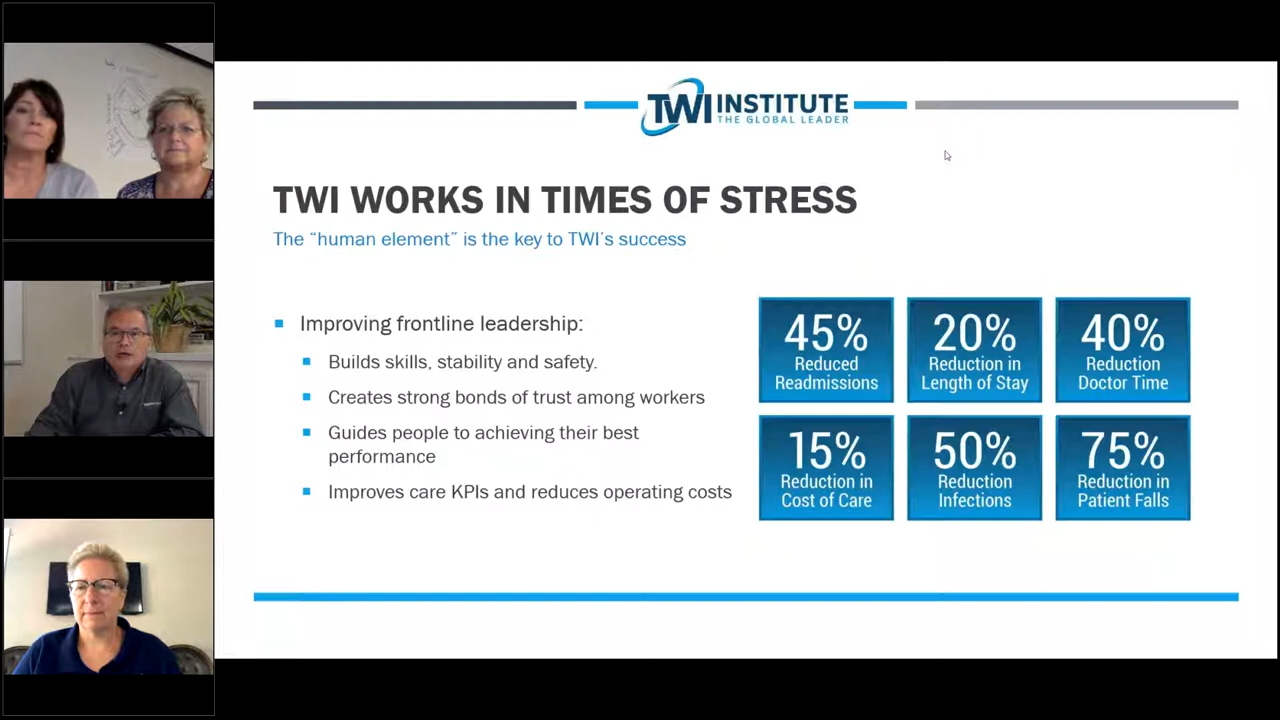 TWI INSTITUTE
THE GLOBAL LEADER
TWI WORKS IN TIMES OF STRESS
The “human element” is the key to TWI’s success
Improving frontline leadership:
Builds skills, stability and safety.
Creates strong bonds of trust among workers
Guides people to achieving their best
performance
Improves care KPIs and reduces operating costs
45%
Reduced
Readmissions
20%
Reduction in
Length of Stay
40%
Reduction
Doctor Time
15%
Reduction in
Cost of Care
50%
Reduction
Infections
75%
Reduction in
Patient Falls